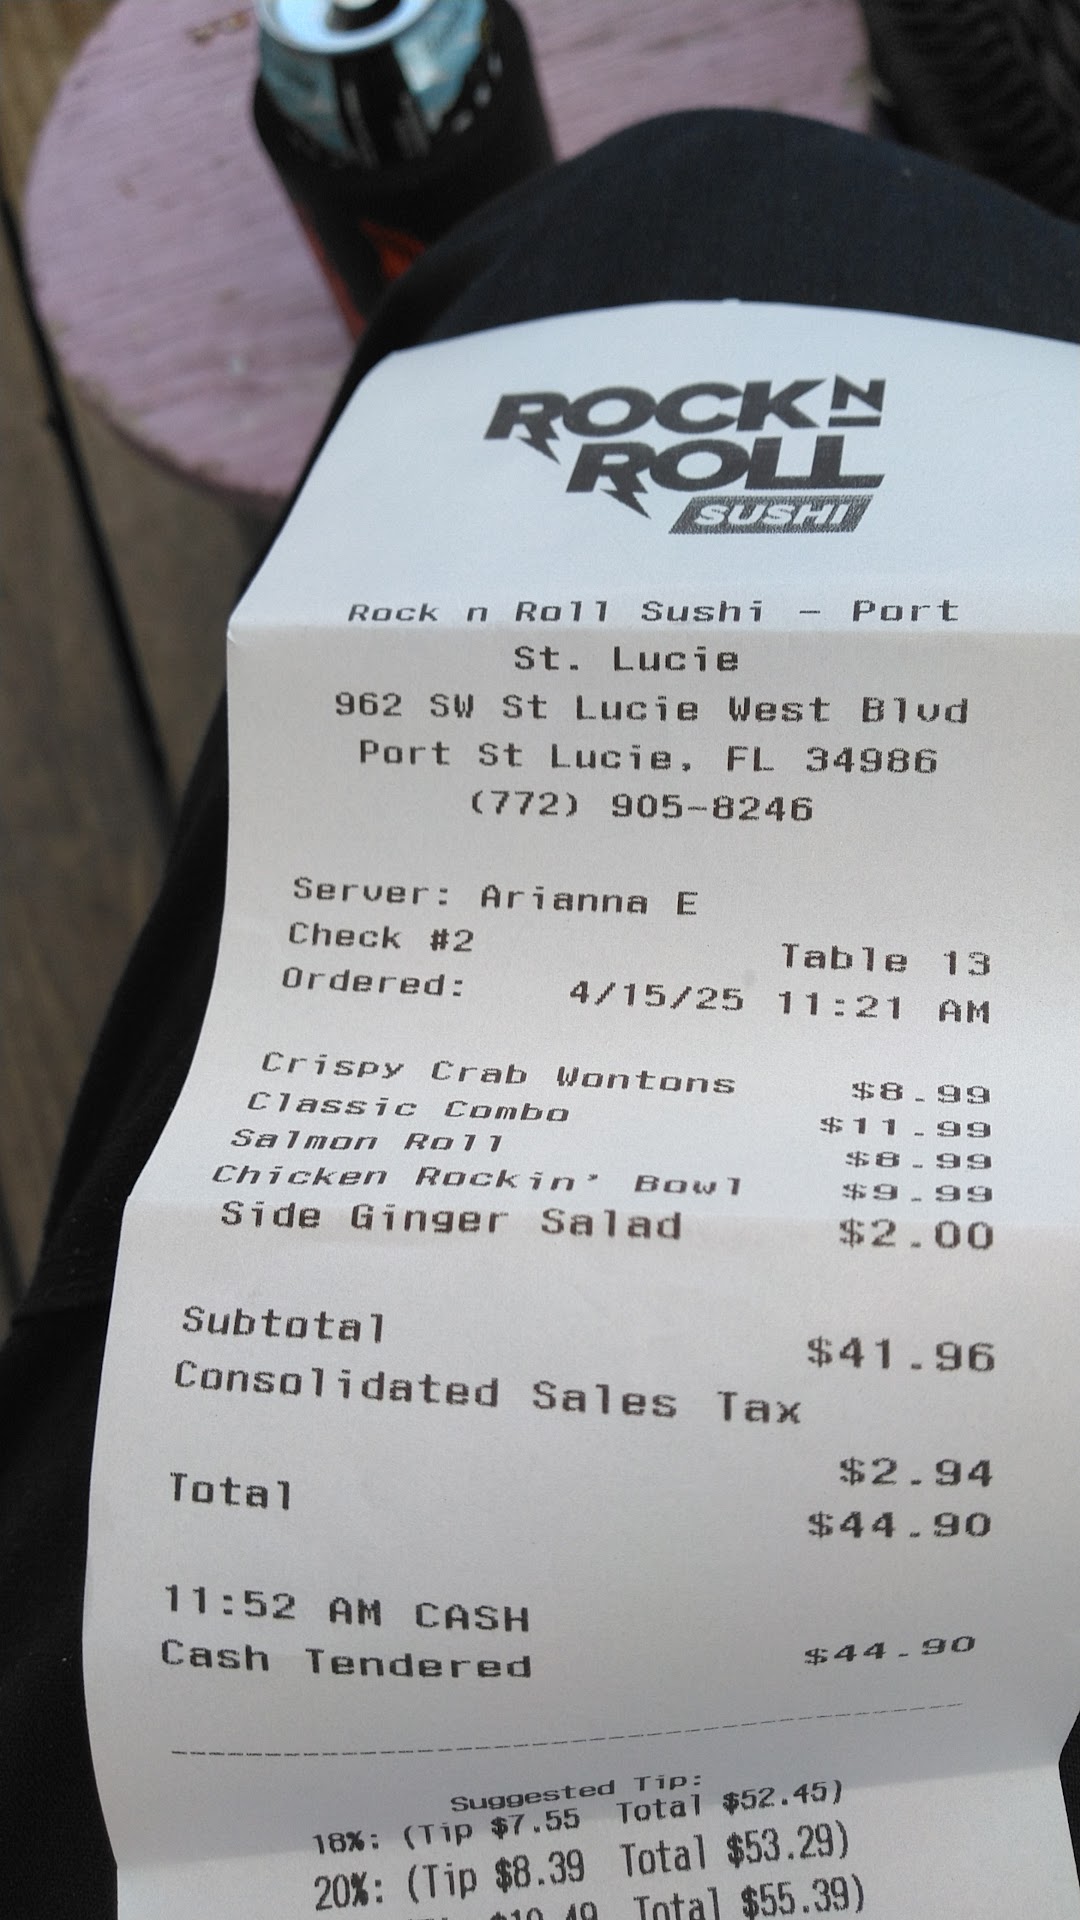 ROCK N
ROLL
SUSHI
Rock n Roll Sushi - Port
St. Lucie
962 SW St Lucie West Blvd
Port St Lucie, FL 34986
(772) 905-8246
Server: Arianna E
Check #2 Table 13
Ordered: 4/15/25 11:21 AM
Crispy Crab Wontons $8.99
Classic Combo $11.99
Salmon Roll $8.99
Chicken Rockin' Bowl $9.99
Side Ginger Salad $2.00
Subtotal $41.96
Consolidated Sales Tax
$2.94
Total $44.90
11:52 AM CASH
Cash Tendered $44.90
Suggested Tip:
18%: (Tip $7.55 Total $52.45)
20%: (Tip $8.39 Total $53.29)
$10.49 Total $55.39)